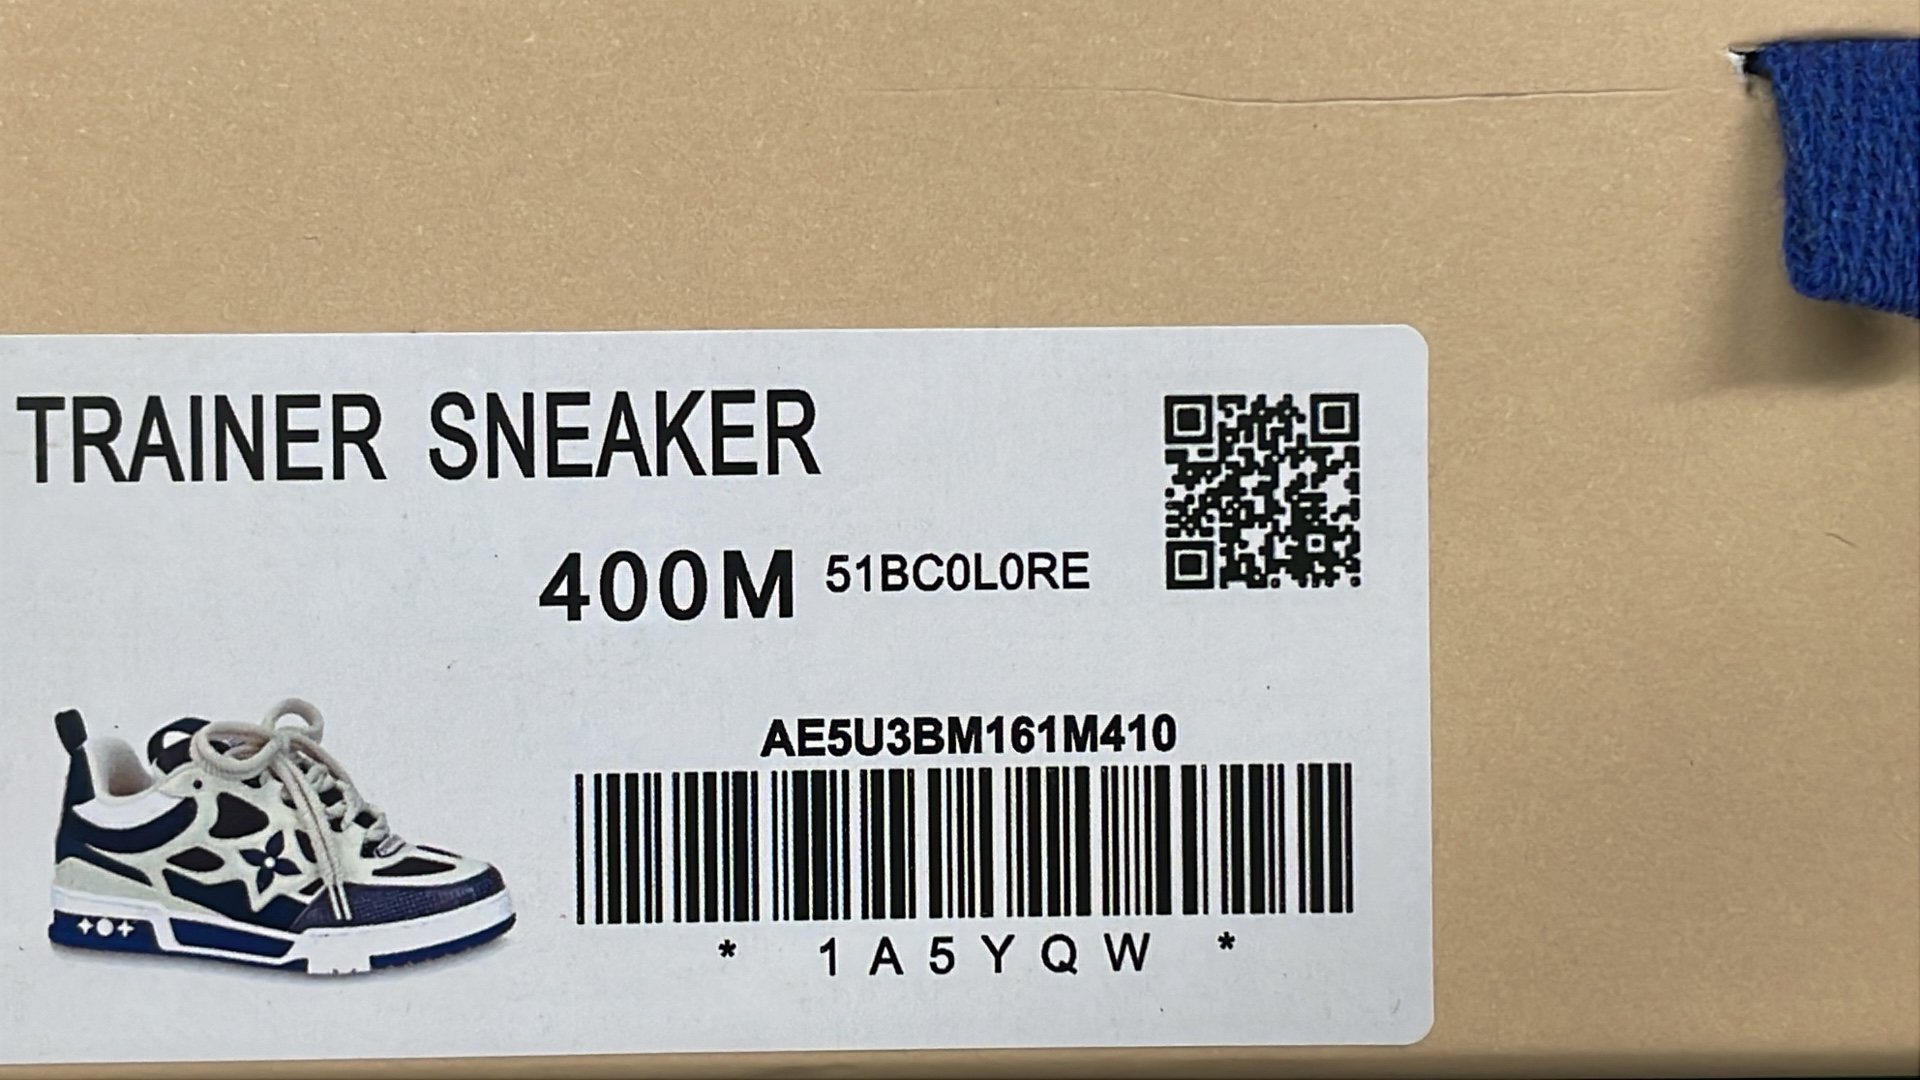 TRAINER SNEAKER
400M 51BC0L0RE
AE5U3BM161M410
* 1A5YQW *